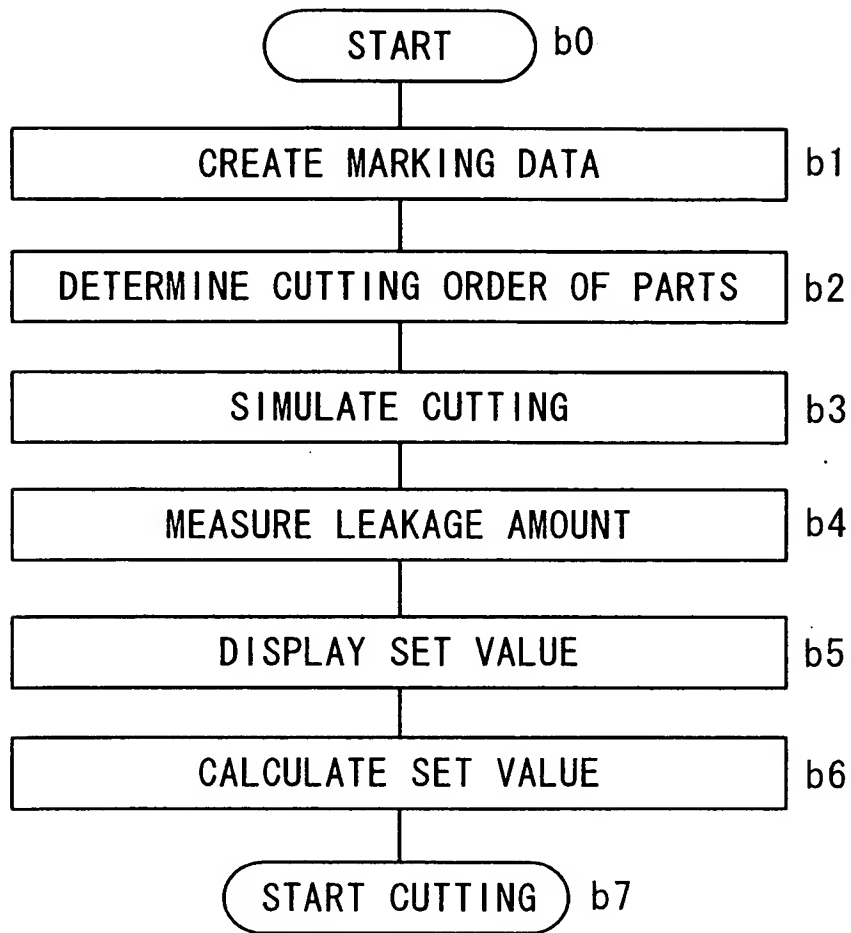 START b0
CREATE MARKING DATA b1
DETERMINE CUTTING ORDER OF PARTS b2
SIMULATE CUTTING b3
MEASURE LEAKAGE AMOUNT b4
DISPLAY SET VALUE b5
CALCULATE SET VALUE b6
START CUTTING b7